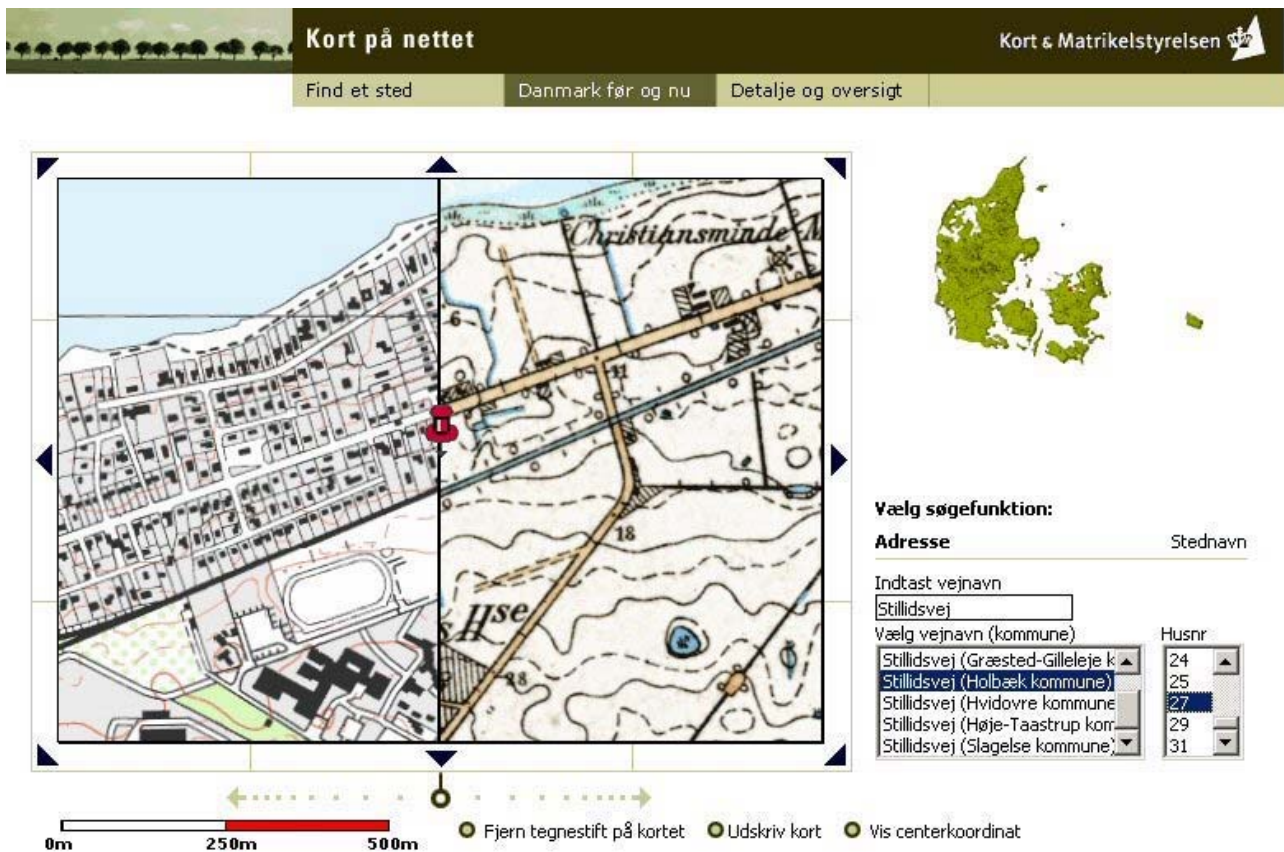 Kort på nettet
Kort & Matrikelstyrelsen
Find et sted Danmark før og nu Detalje og oversigt
Christiansminde-M
6
11
18
Hse
28
Vælg søgefunktion:
Adresse Stednavn
Indtast vejnavn
Stillidsvej
Vælg vejnavn (kommune) Husnr
Stillidsvej (Græsted-Gilleleje k 24
Stillidsvej (Holbæk kommune) 25
Stillidsvej (Hvidovre kommune 27
Stillidsvej (Høje-Taastrup kom 29
Stillidsvej (Slagelse kommune) 31
0m 250m 500m
Fjern tegnestift på kortet Udskriv kort Vis centerkoordinat